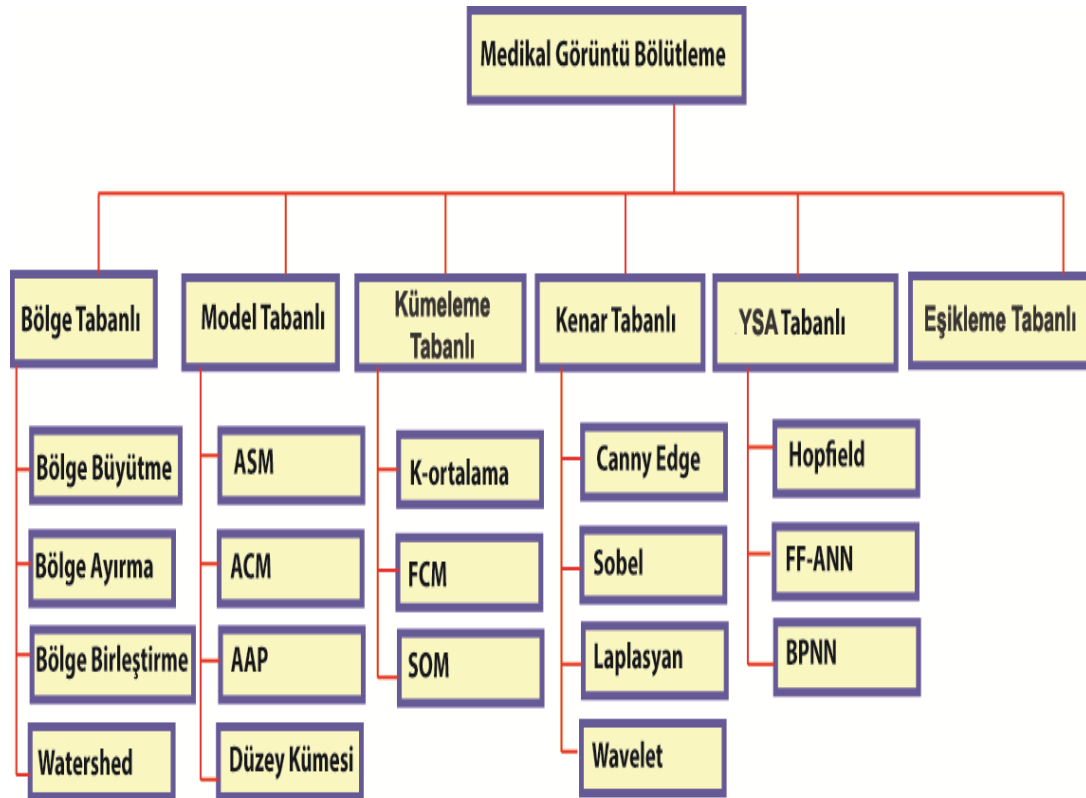 Medikal Görüntü Bölütleme
Bölge Tabanlı
Model Tabanlı
Kümeleme
Tabanlı
Kenar Tabanlı
YSA Tabanlı
Eşikleme Tabanlı
Bölge Büyütme
Bölge Ayırma
Bölge Birleştirme
Watershed
ASM
ACM
AAP
Düzey Kümesi
K-ortalama
FCM
SOM
Canny Edge
Sobel
Laplasyan
Wavelet
Hopfield
FF-ANN
BPNN